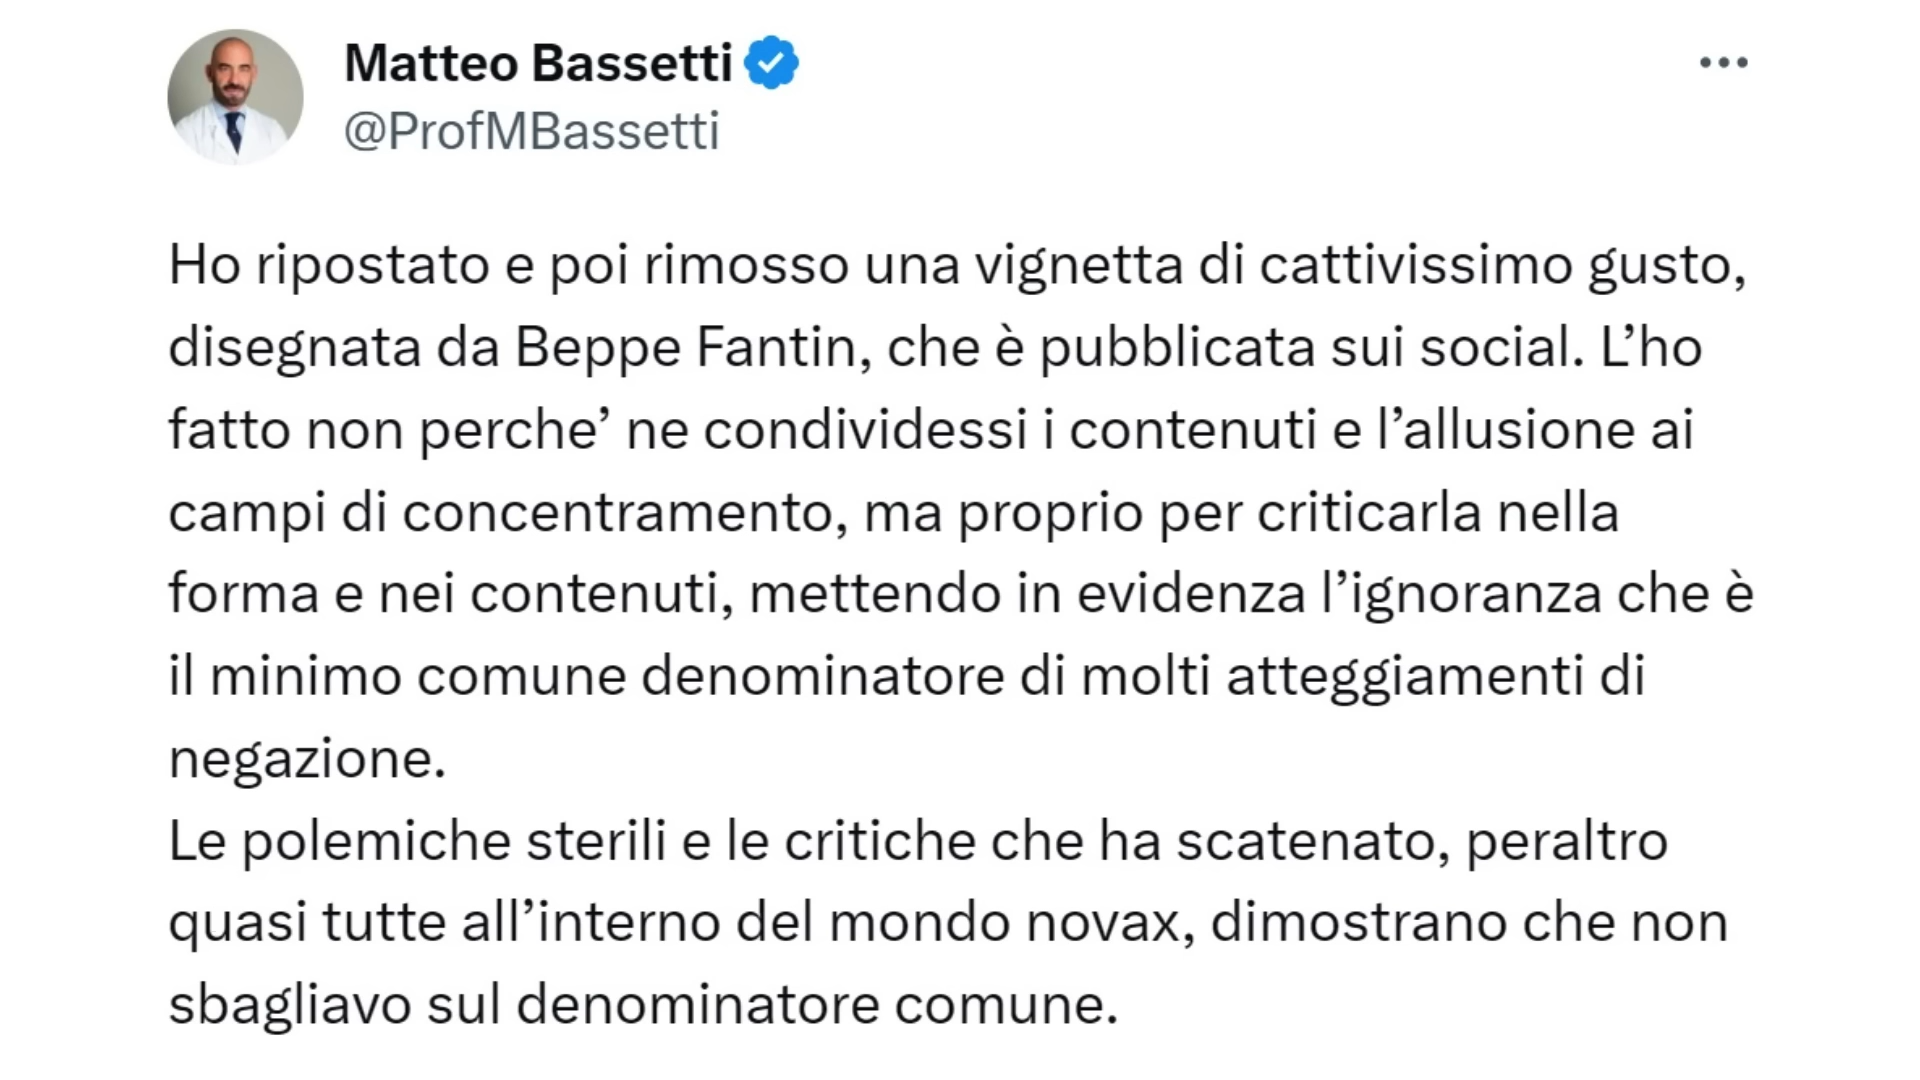 Matteo Bassetti
@ProfMBassetti
Ho ripostato e poi rimosso una vignetta di cattivissimo gusto,
disegnata da Beppe Fantin, che è pubblicata sui social. L’ho
fatto non perche’ ne condividessi i contenuti e l’allusione ai
campi di concentramento, ma proprio per criticarla nella
forma e nei contenuti, mettendo in evidenza l’ignoranza che è
il minimo comune denominatore di molti atteggiamenti di
negazione.
Le polemiche sterili e le critiche che ha scatenato, peraltro
quasi tutte all’interno del mondo novax, dimostrano che non
sbagliavo sul denominatore comune.